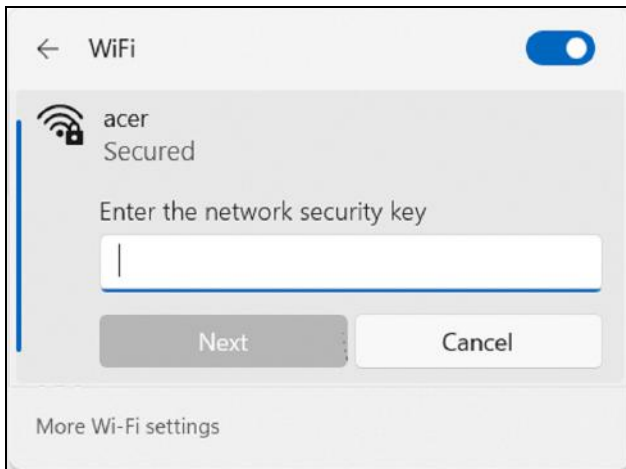 WiFi
acer
Secured
Enter the network security key
Next
Cancel
More Wi-Fi settings